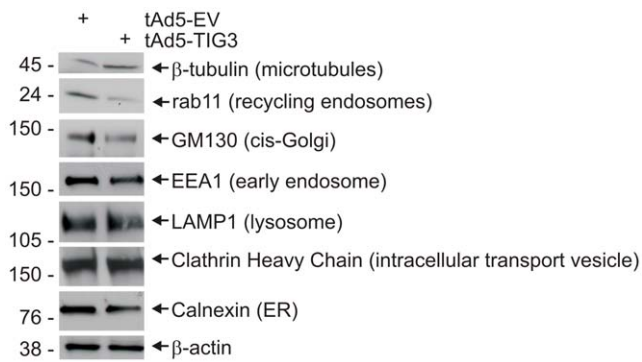 + tAd5-EV
+ tAd5-TIG3
45 - β-tubulin (microtubules)
24 - rab11 (recycling endosomes)
150 - GM130 (cis-Golgi)
150 - EEA1 (early endosome)
105 - LAMP1 (lysosome)
150 - Clathrin Heavy Chain (intracellular transport vesicle)
76 - Calnexin (ER)
38 - β-actin